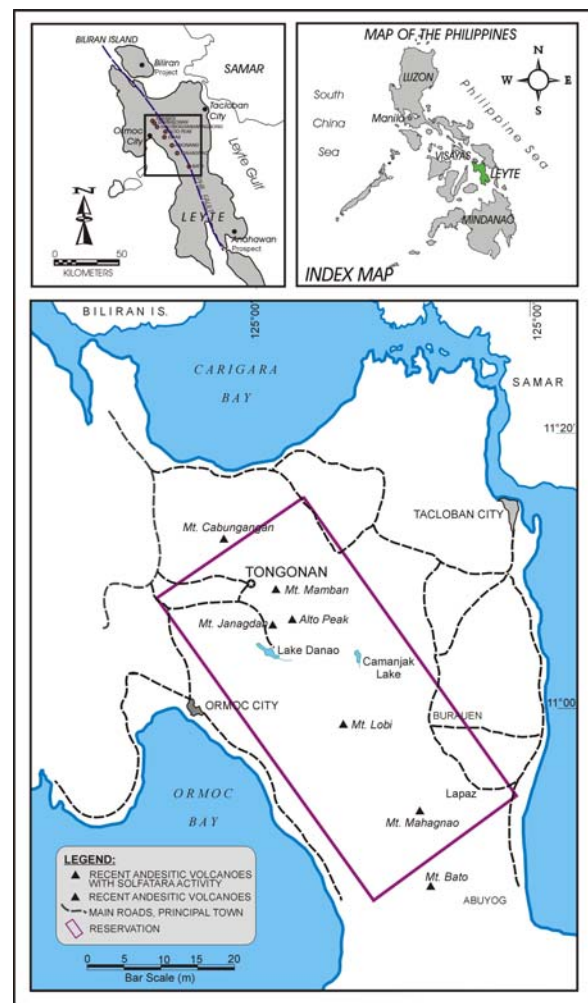 BILIRAN ISLAND
Biliran
Project
SAMAR
Tacloban
City
Ormoc
City
Leyte Gulf
LEYTE
Anahawan
Prospect
N
0 50
KILOMETERS
MAP OF THE PHILIPPINES
N
W E
S
LUZON
South
China
Sea
Manila
Philippine Sea
VISAYAS
LEYTE
MINDANAO
INDEX MAP
BILIRAN IS.
125°00'
125°00'
CARIGARA
BAY
SAMAR
11°20'
TACLOBAN CITY
Mt. Cabungangan
TONGONAN
Mt. Mamban
Alto Peak
Mt. Janagdan
Lake Danao
Camanjak
Lake
11°00'
ORMOC CITY
Mt. Lobi
BURAUEN
ORMOC
BAY
Lapaz
Mt. Mahagnao
Mt. Bato
ABUYOG
LEGEND:
RECENT ANDESITIC VOLCANOES
WITH SOLFATARA ACTIVITY
RECENT ANDESITIC VOLCANOES
MAIN ROADS, PRINCIPAL TOWN
RESERVATION
0 5 10 15 20
Bar Scale (m)